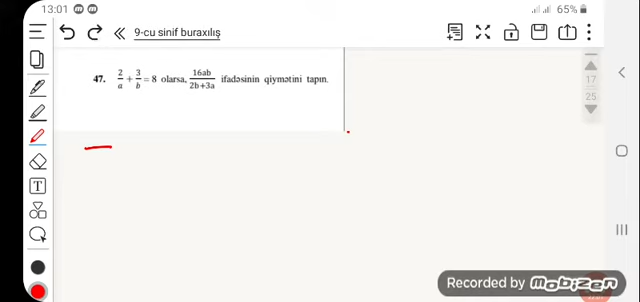 13:01
65%
9-cu sinif buraxılış
47. 2/a + 3/b = 8 olarsa, 16ab/2b+3a ifadəsinin qiymətini tapın.
17
25
T
Recorded by mobizen